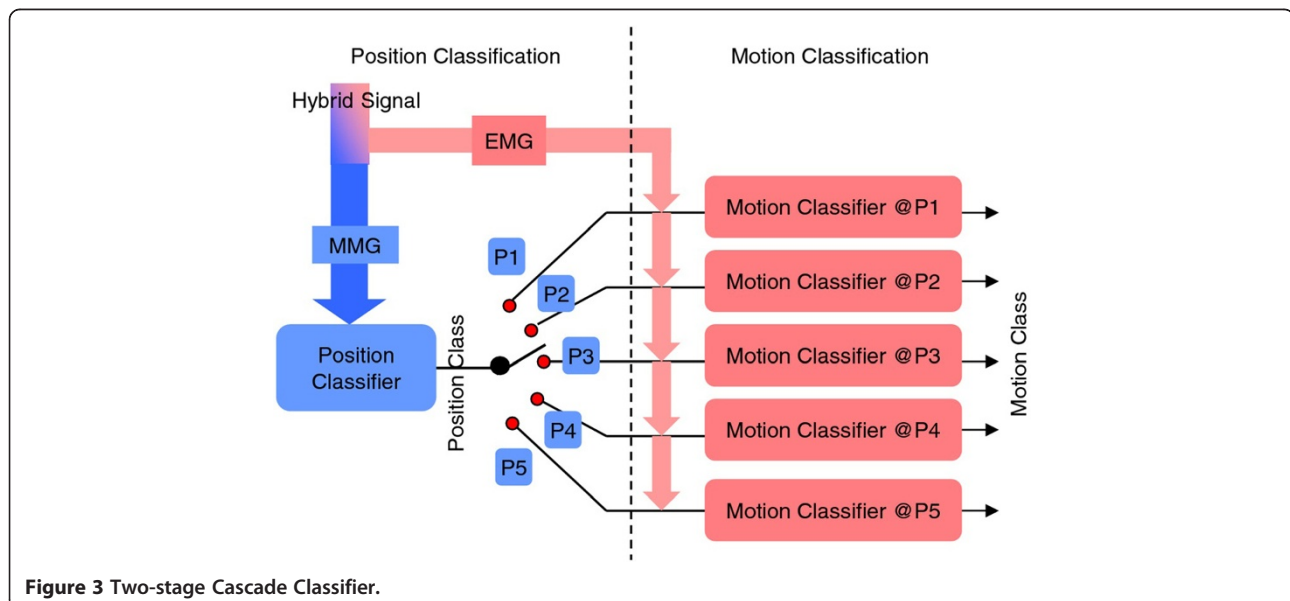 Position Classification
Motion Classification
Hybrid Signal
EMG
MMG
Position
Classifier
Position Class
P1
P2
P3
P4
P5
Motion Classifier @P1
Motion Classifier @P2
Motion Classifier @P3
Motion Classifier @P4
Motion Classifier @P5
Motion Class
Figure 3 Two-stage Cascade Classifier.